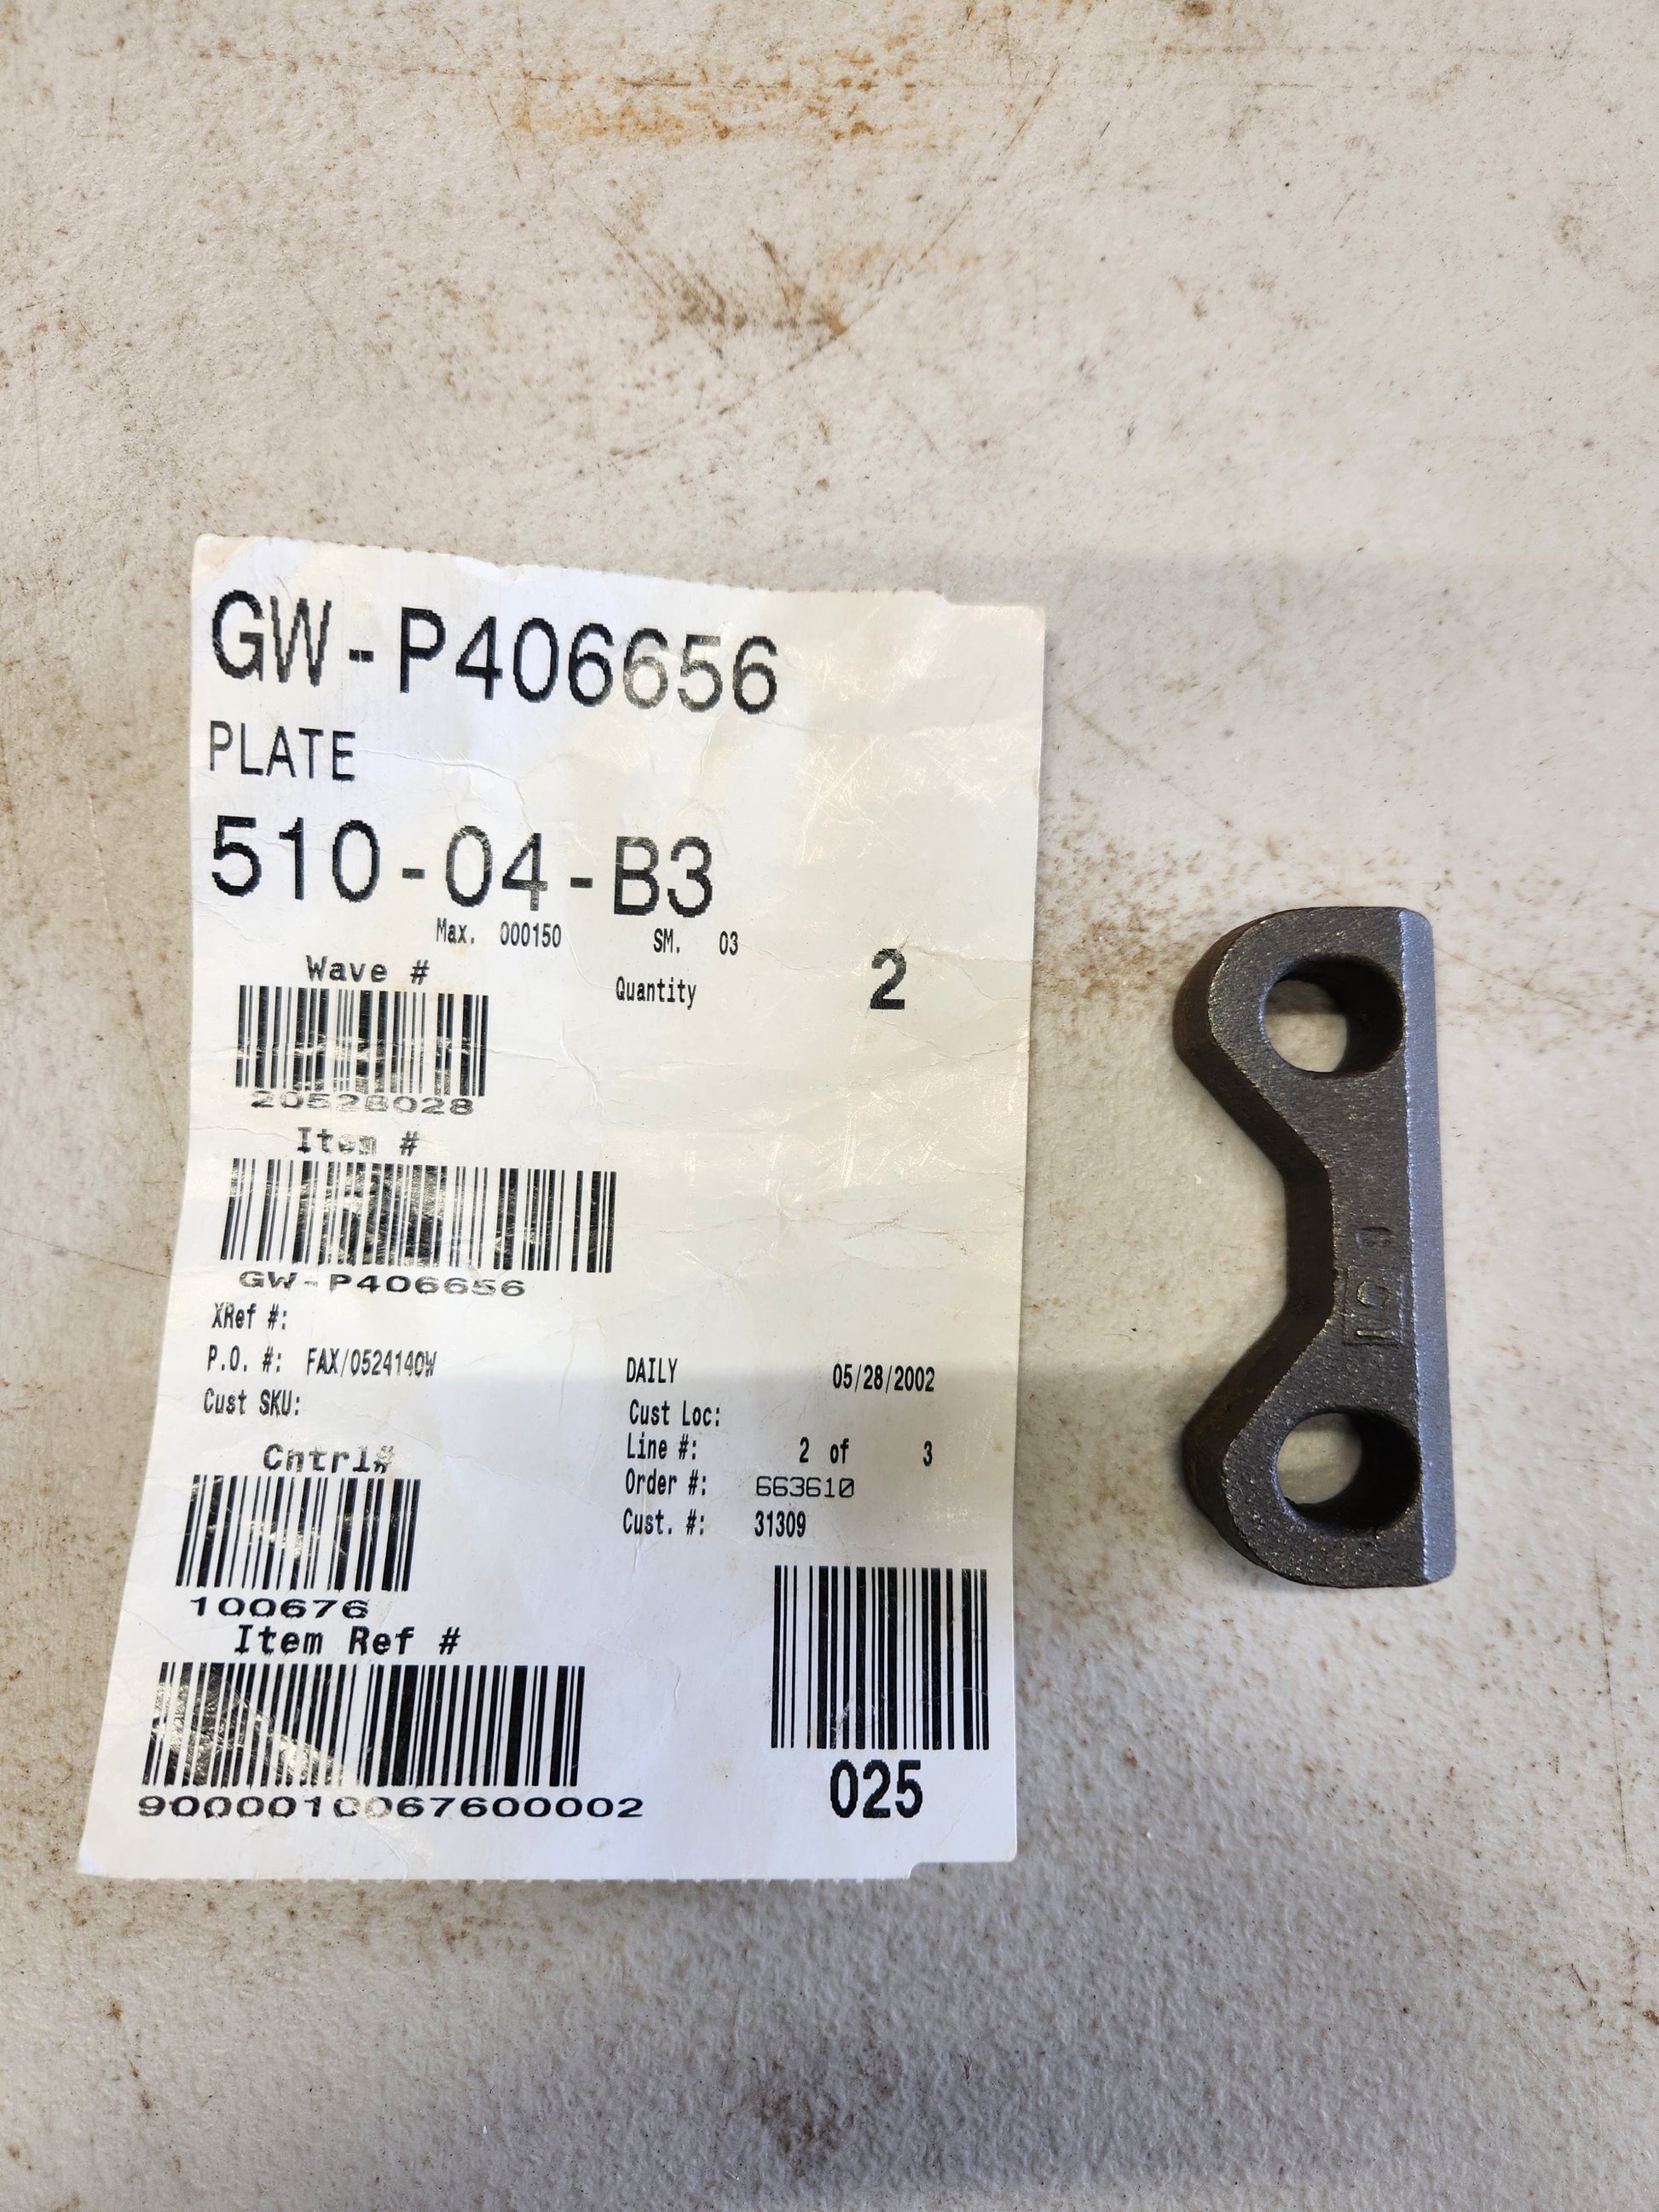 GW-P406656
PLATE
510-04-B3
Max. 000150 SM. 03
Wave #
Quantity 2
20528028
Item #
GW-P406656
XRef #:
P.O. #: FAX/0524140W
DAILY 05/28/2002
Cust SKU:
Cust Loc:
Line #: 2 of 3
Cntrl#
Order #: 663610
Cust. #: 31309
100676
Item Ref #
9000010067600002
025